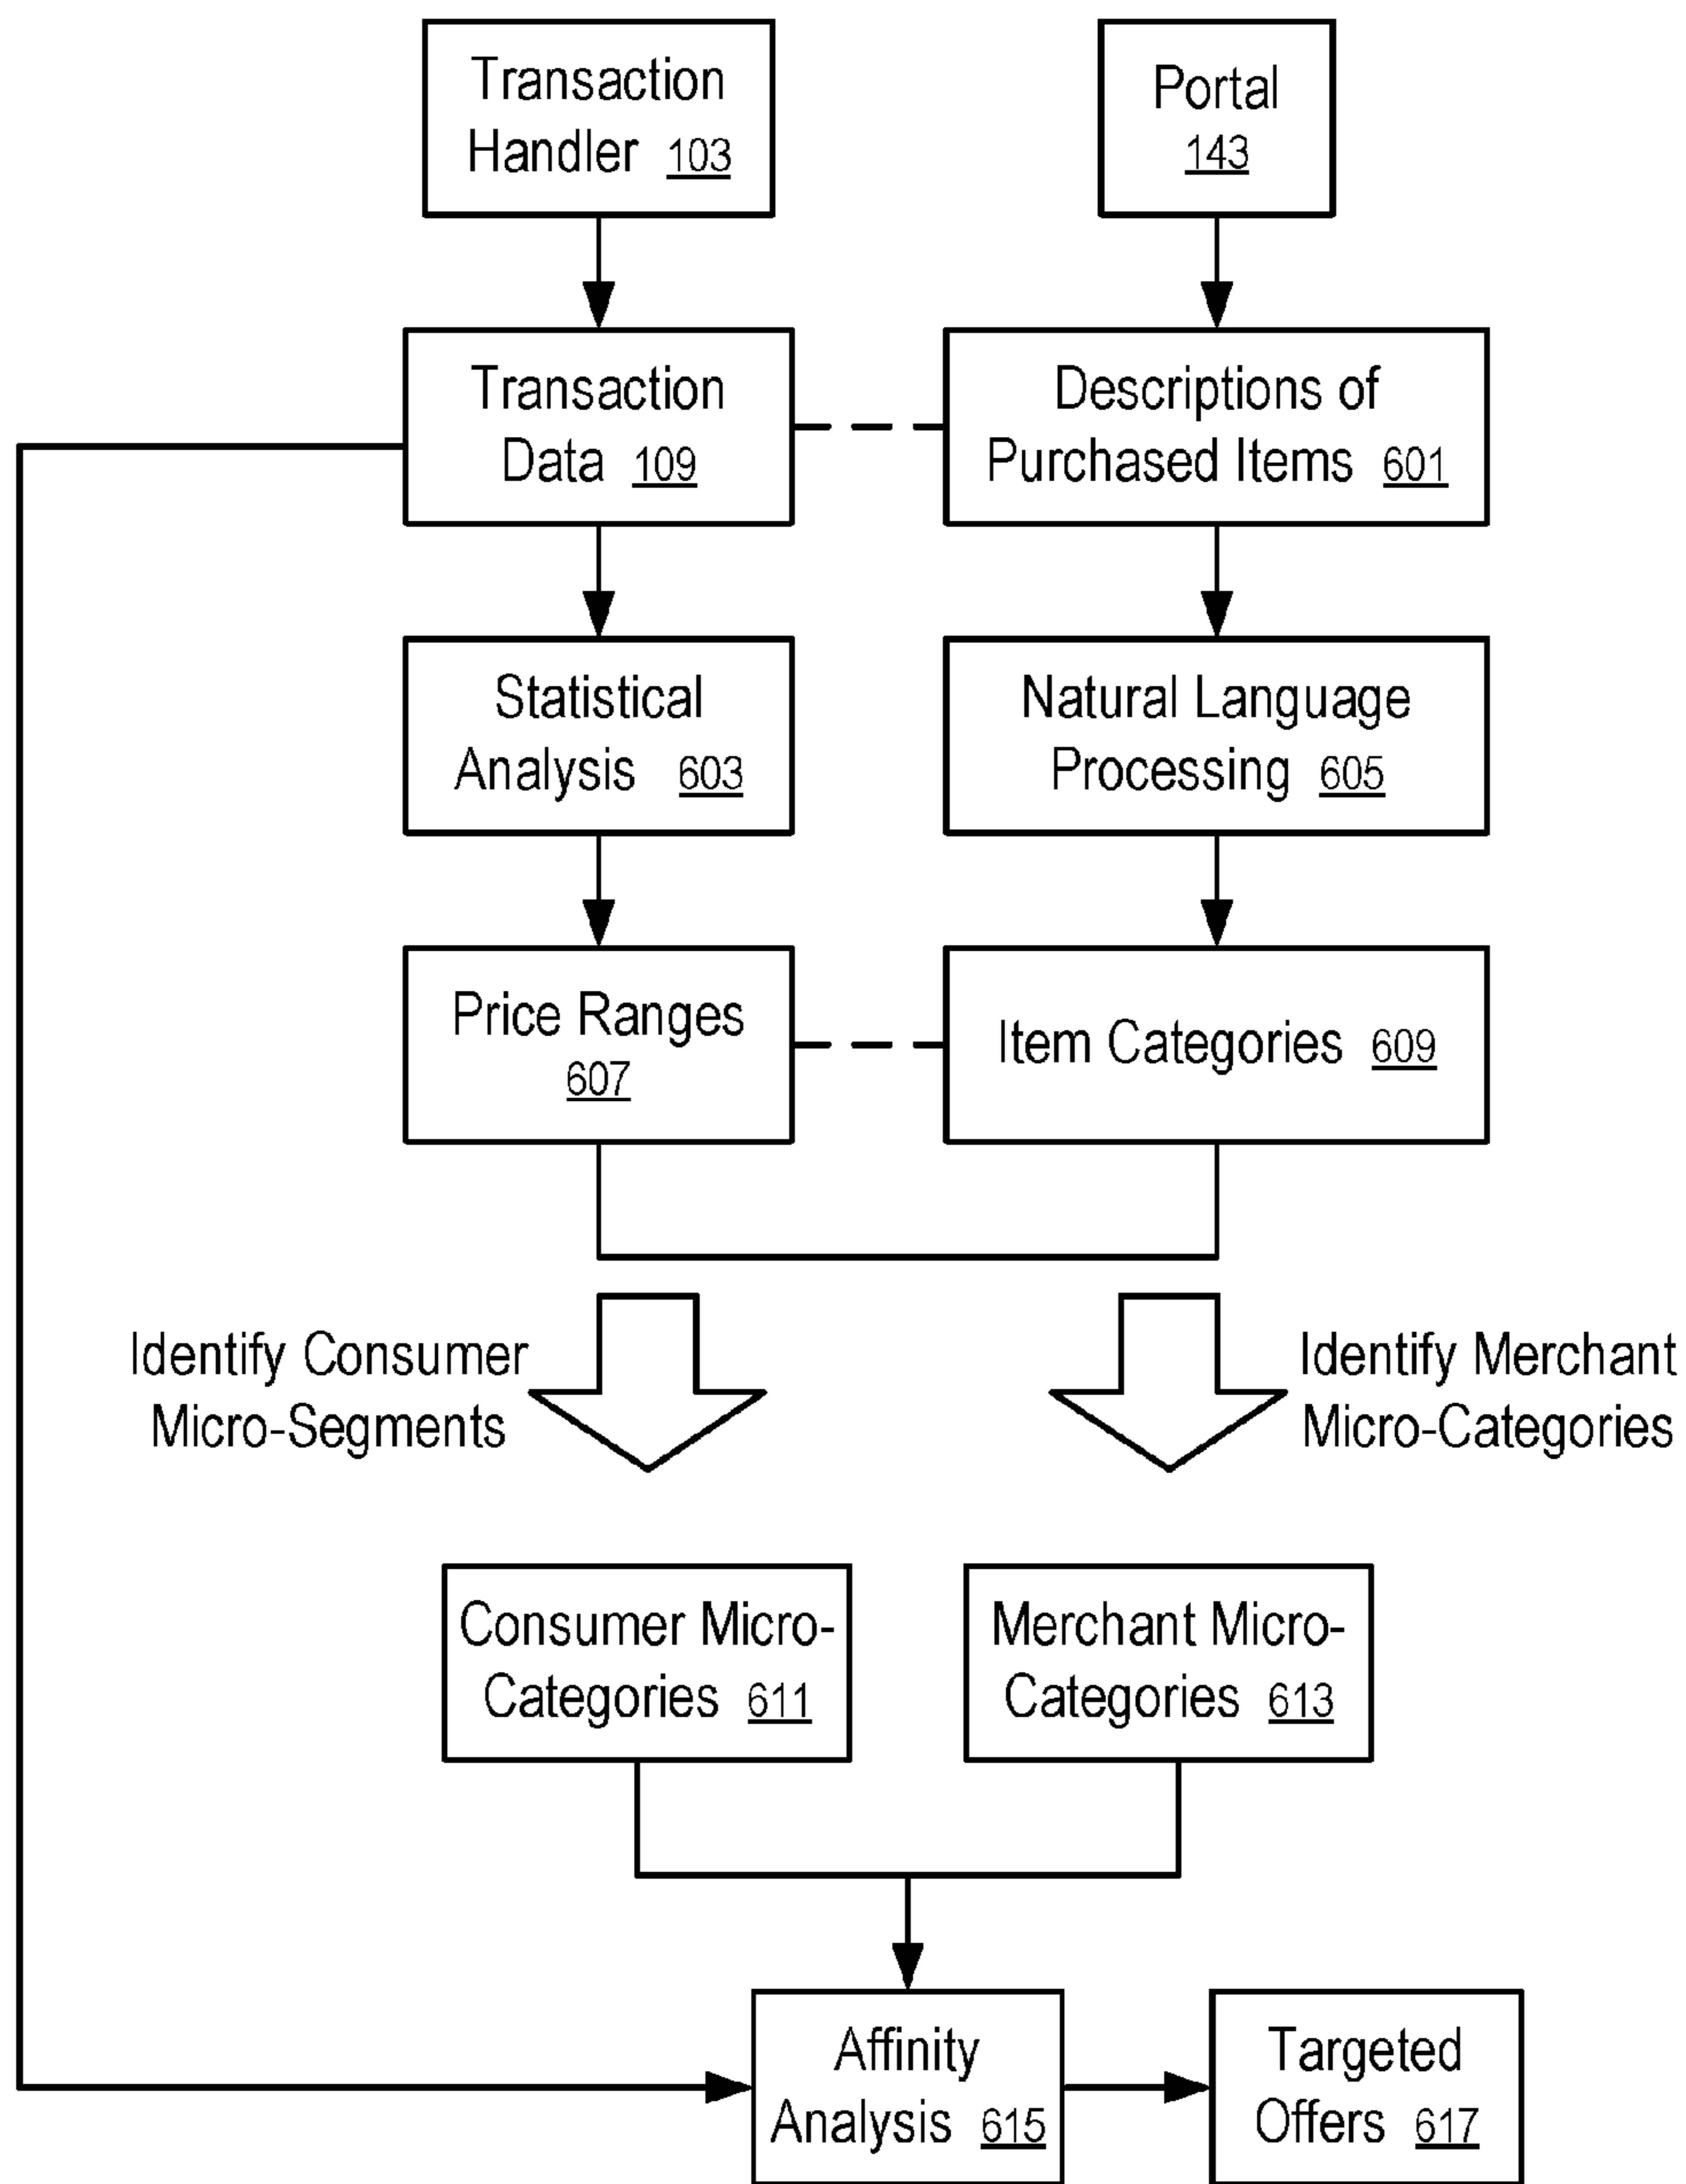 Transaction
Handler 103
Portal
143
Transaction
Data 109
Descriptions of
Purchased Items 601
Statistical
Analysis 603
Natural Language
Processing 605
Price Ranges
607
Item Categories 609
Identify Consumer
Micro-Segments
Identify Merchant
Micro-Categories
Consumer Micro-
Categories 611
Merchant Micro-
Categories 613
Affinity
Analysis 615
Targeted
Offers 617